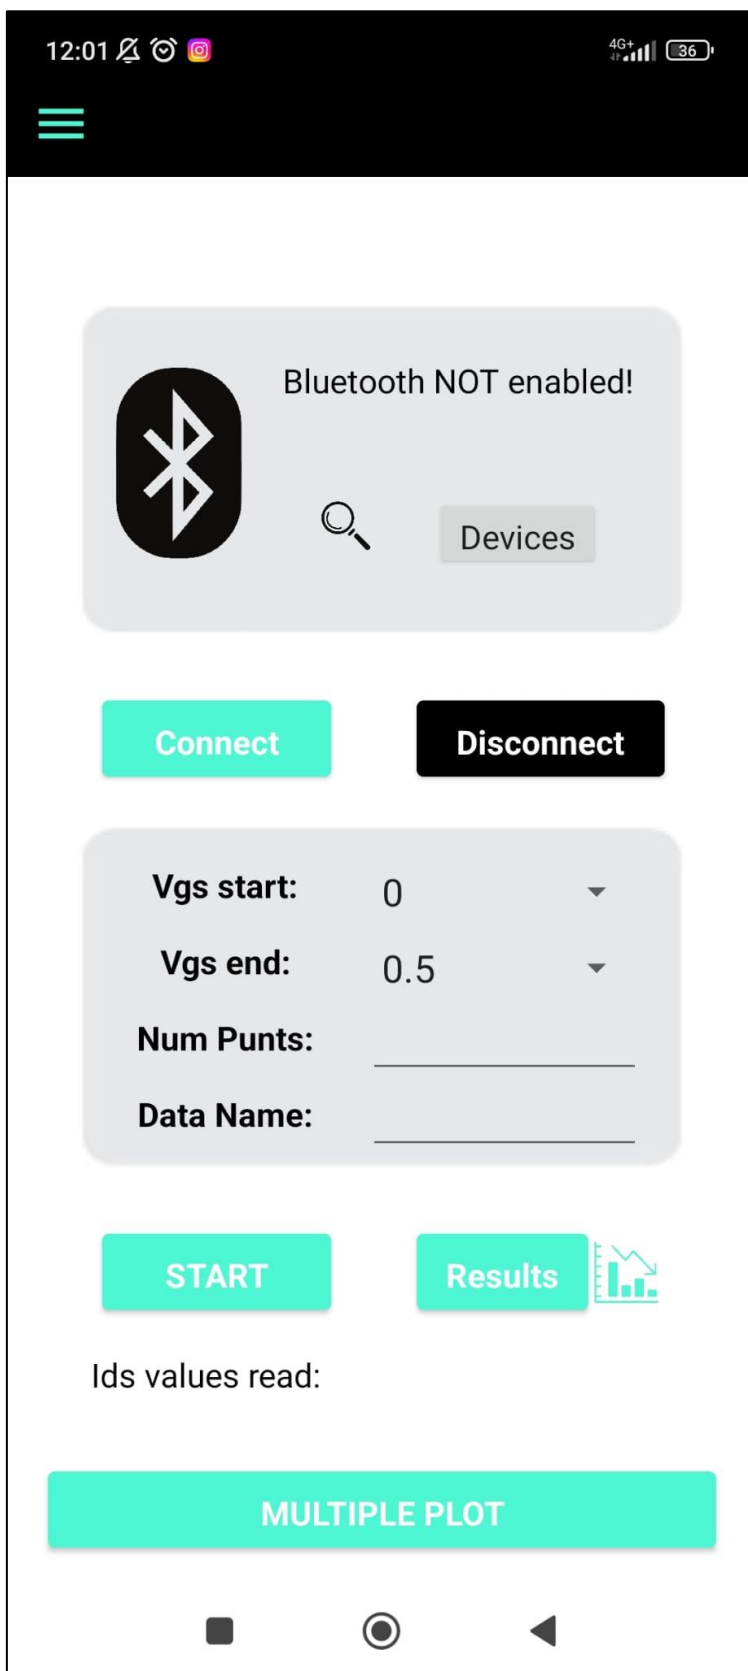 12:01 4G+ 36
Bluetooth NOT enabled!
Devices
Connect Disconnect
Vgs start: 0
Vgs end: 0.5
Num Punts:
Data Name:
START Results
Ids values read:
MULTIPLE PLOT